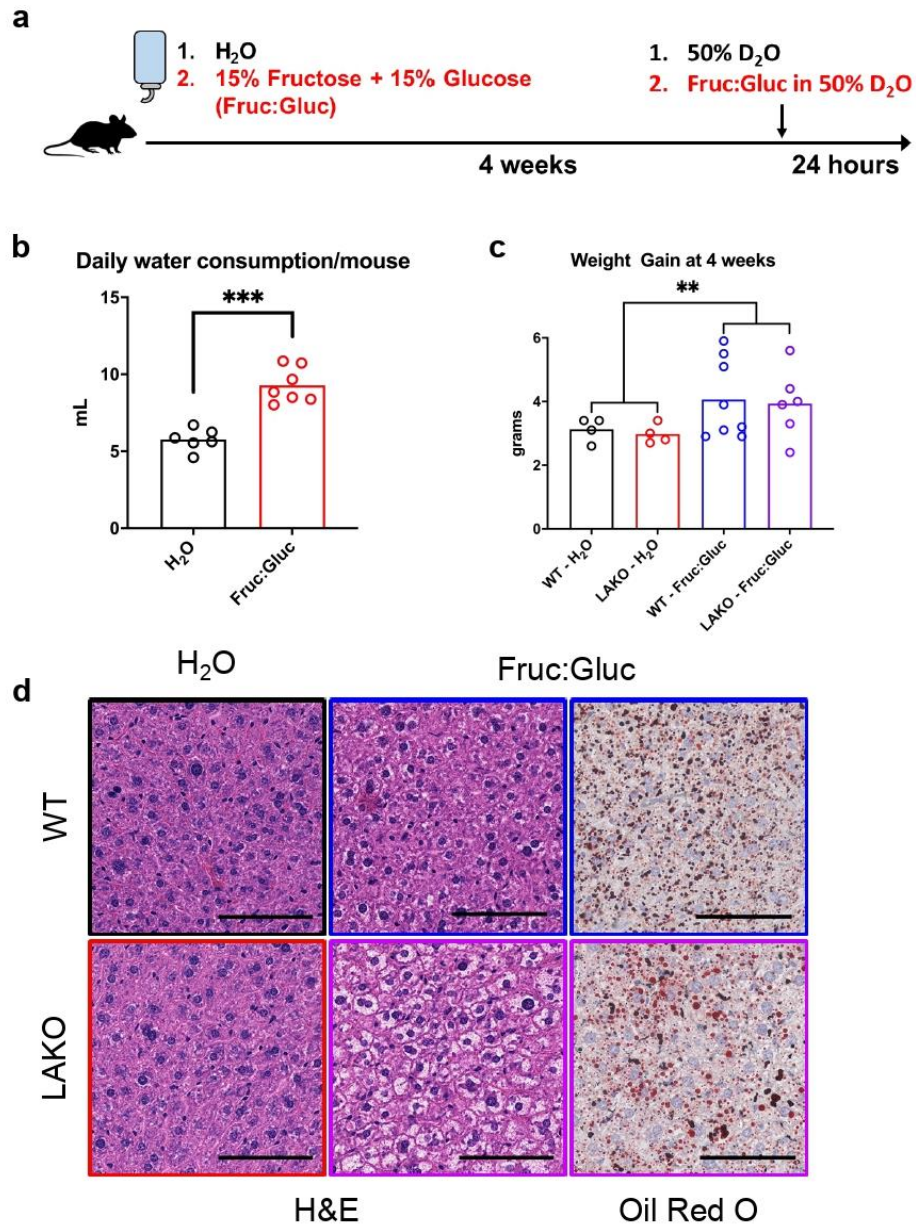 a
1. H₂O
2. 15% Fructose + 15% Glucose
(Fruc:Gluc)
1. 50% D₂O
2. Fruc:Gluc in 50% D₂O
4 weeks
24 hours
b
Daily water consumption/mouse
***
15
10
5
0
mL
H₂O
Fruc:Gluc
c
Weight Gain at 4 weeks
**
6
4
2
0
grams
WT - H₂O
LAKO - H₂O
WT - Fruc:Gluc
LAKO - Fruc:Gluc
d
H₂O
Fruc:Gluc
WT
LAKO
H&E
Oil Red O